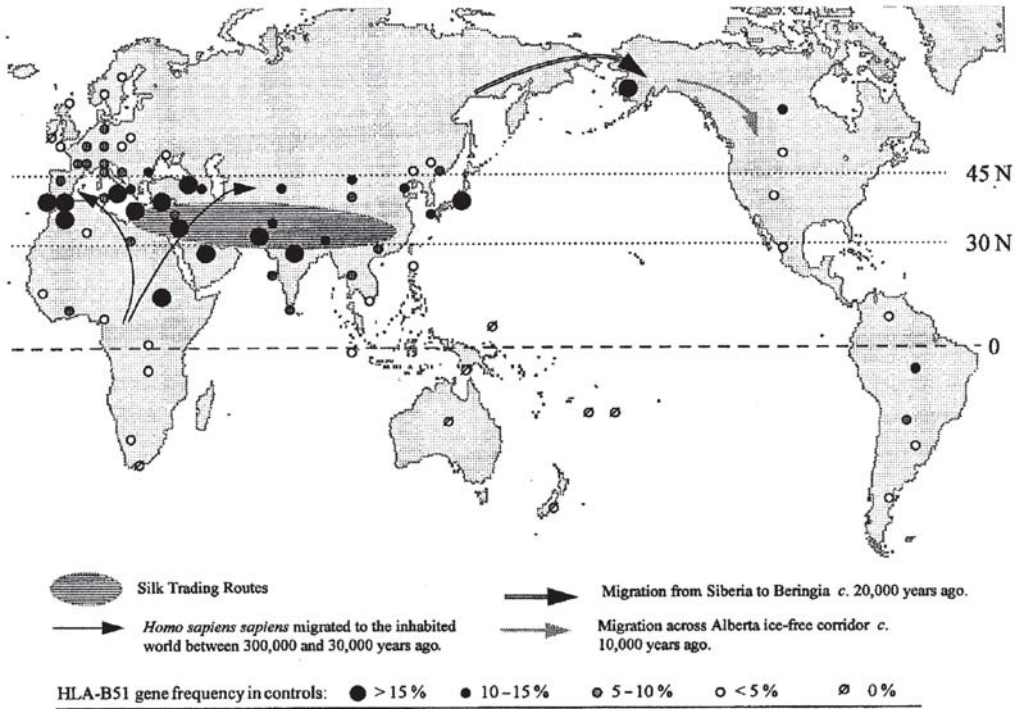 45 N
30 N
0
Silk Trading Routes
Homo sapiens sapiens migrated to the inhabited
world between 300,000 and 30,000 years ago.
Migration from Siberia to Beringia c. 20,000 years ago.
Migration across Alberta ice-free corridor c.
10,000 years ago.
HLA-B51 gene frequency in controls: >15% 10–15% 5–10% <5% 0%